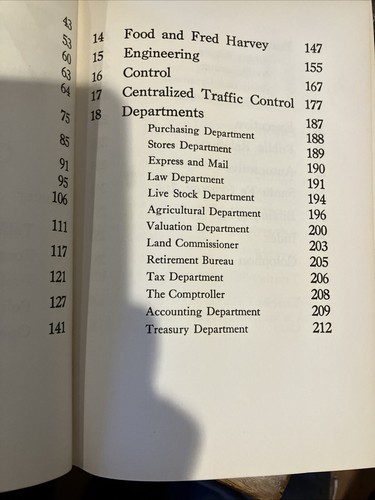 43
53
60
63
64
75
85
91
95
106
111
117
121
127
141
14 Food and Fred Harvey 147
15 Engineering 155
16 Control 167
17 Centralized Traffic Control 177
18 Departments 187
Purchasing Department 188
Stores Department 189
Express and Mail 190
Law Department 191
Live Stock Department 194
Agricultural Department 196
Valuation Department 200
Land Commissioner 203
Retirement Bureau 205
Tax Department 206
The Comptroller 208
Accounting Department 209
Treasury Department 212